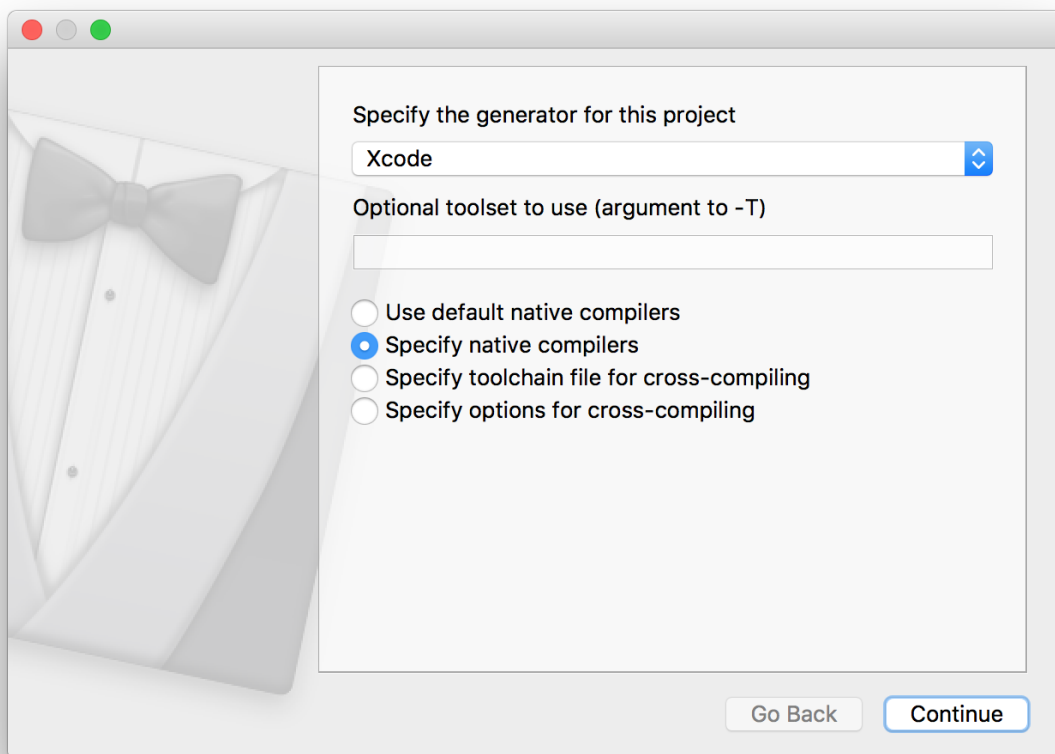 Specify the generator for this project
Xcode
Optional toolset to use (argument to -T)
Use default native compilers
Specify native compilers
Specify toolchain file for cross-compiling
Specify options for cross-compiling
Go Back Continue